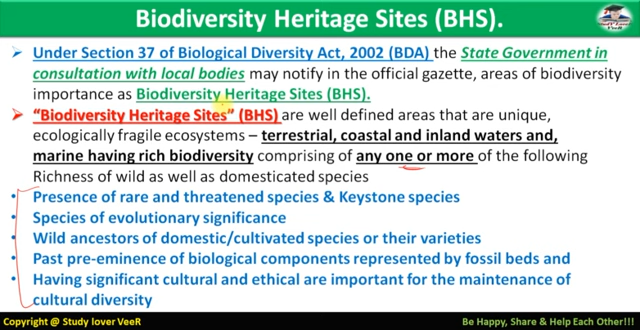 Biodiversity Heritage Sites (BHS).
Under Section 37 of Biological Diversity Act, 2002 (BDA) the State Government in
consultation with local bodies may notify in the official gazette, areas of biodiversity
importance as Biodiversity Heritage Sites (BHS).
“Biodiversity Heritage Sites” (BHS) are well defined areas that are unique,
ecologically fragile ecosystems – terrestrial, coastal and inland waters and,
marine having rich biodiversity comprising of any one or more of the following
Richness of wild as well as domesticated species
• Presence of rare and threatened species & Keystone species
• Species of evolutionary significance
• Wild ancestors of domestic/cultivated species or their varieties
• Past pre-eminence of biological components represented by fossil beds and
• Having significant cultural and ethical are important for the maintenance of
cultural diversity
Copyright @ Study lover VeeR
Be Happy, Share & Help Each Other!!!